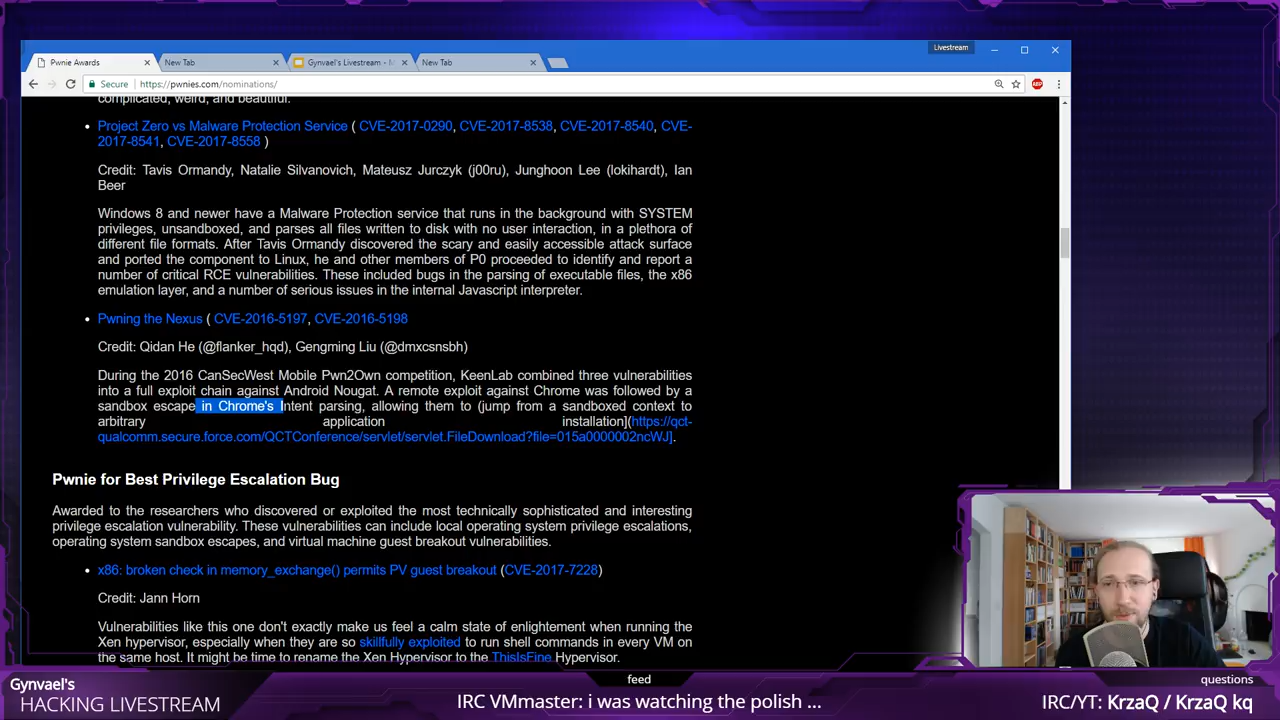 Livestream
Pwnie Awards
New Tab
Gynvael's Livestream - M
New Tab
Secure
https://pwnies.com/nominations/
ABP
complicated, weird, and beautiful.
• Project Zero vs Malware Protection Service ( CVE-2017-0290, CVE-2017-8538, CVE-2017-8540, CVE-
2017-8541, CVE-2017-8558 )
Credit: Tavis Ormandy, Natalie Silvanovich, Mateusz Jurczyk (j00ru), Junghoon Lee (lokihardt), Ian
Beer
Windows 8 and newer have a Malware Protection service that runs in the background with SYSTEM
privileges, unsandboxed, and parses all files written to disk with no user interaction, in a plethora of
different file formats. After Tavis Ormandy discovered the scary and easily accessible attack surface
and ported the component to Linux, he and other members of P0 proceeded to identify and report a
number of critical RCE vulnerabilities. These included bugs in the parsing of executable files, the x86
emulation layer, and a number of serious issues in the internal Javascript interpreter.
• Pwning the Nexus ( CVE-2016-5197, CVE-2016-5198
Credit: Qidan He (@flanker_hqd), Gengming Liu (@dmxcsnsbh)
During the 2016 CanSecWest Mobile Pwn2Own competition, KeenLab combined three vulnerabilities
into a full exploit chain against Android Nougat. A remote exploit against Chrome was followed by a
sandbox escape in Chrome's Intent parsing, allowing them to (jump from a sandboxed context to
arbitrary application installation](https://qct-
qualcomm.secure.force.com/QCTConference/servlet/servlet.FileDownload?file=015a0000002ncWJ].
Pwnie for Best Privilege Escalation Bug
Awarded to the researchers who discovered or exploited the most technically sophisticated and interesting
privilege escalation vulnerability. These vulnerabilities can include local operating system privilege escalations,
operating system sandbox escapes, and virtual machine guest breakout vulnerabilities.
• x86: broken check in memory_exchange() permits PV guest breakout (CVE-2017-7228)
Credit: Jann Horn
Vulnerabilities like this one don't exactly make us feel a calm state of enlightement when running the
Xen hypervisor, especially when they are so skillfully exploited to run shell commands in every VM on
the same host. It might be time to rename the Xen Hypervisor to the ThisIsFine Hypervisor.
Gynvael's
HACKING LIVESTREAM
feed
IRC VMmaster: i was watching the polish ...
questions
IRC/YT: KrzaQ / KrzaQ kq